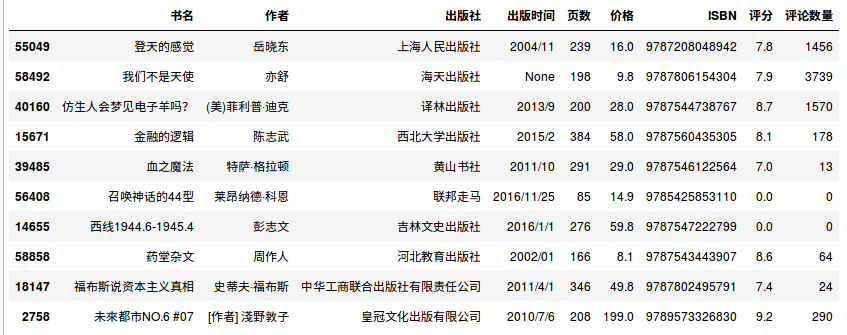 书名 作者 出版社 出版时间 页数 价格 ISBN 评分 评论数量
55049 登天的感觉 岳晓东 上海人民出版社 2004/11 239 16.0 9787208048942 7.8 1456
58492 我们不是天使 亦舒 海天出版社 None 198 9.8 9787806154304 7.9 3739
40160 仿生人会梦见电子羊吗？ (美)菲利普·迪克 译林出版社 2013/9 200 28.0 9787544738767 8.7 1570
15671 金融的逻辑 陈志武 西北大学出版社 2015/2 384 58.0 9787560435305 8.1 178
39485 血之魔法 特萨·格拉顿 黄山书社 2011/10 291 29.0 9787546122564 7.0 13
56408 召唤神话的44型 莱昂纳德·科恩 联邦走马 2016/11/25 85 14.9 9785425853110 0.0 0
14655 西线1944.6-1945.4 彭志文 吉林文史出版社 2016/1/1 276 59.8 9787547222799 0.0 0
58858 药堂杂文 周作人 河北教育出版社 2002/01 166 8.1 9787543443907 8.6 64
18147 福布斯说资本主义真相 史蒂夫·福布斯 中华工商联合出版社有限责任公司 2011/4/1 346 49.8 9787802495791 7.4 24
2758 未來都市NO.6 #07 [作者] 淺野敦子 皇冠文化出版有限公司 2010/7/6 208 199.0 9789573326830 9.2 290